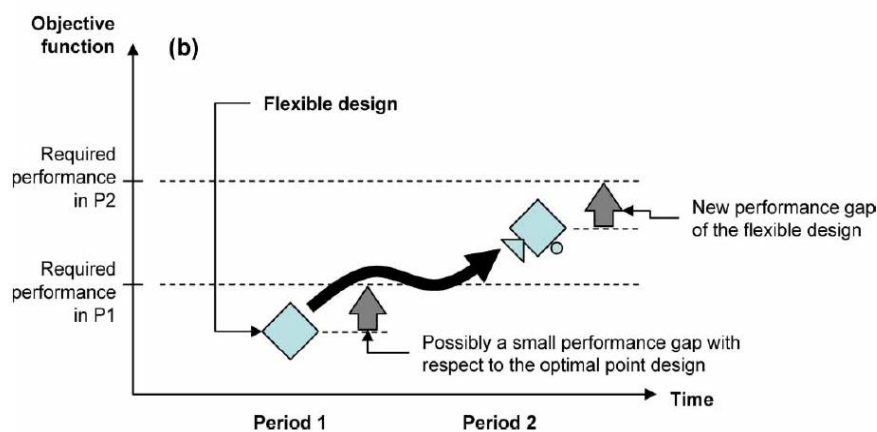 Objective
function
(b)
Flexible design
Required
performance
in P2
New performance gap
of the flexible design
Required
performance
in P1
Possibly a small performance gap with
respect to the optimal point design
Time
Period 1
Period 2